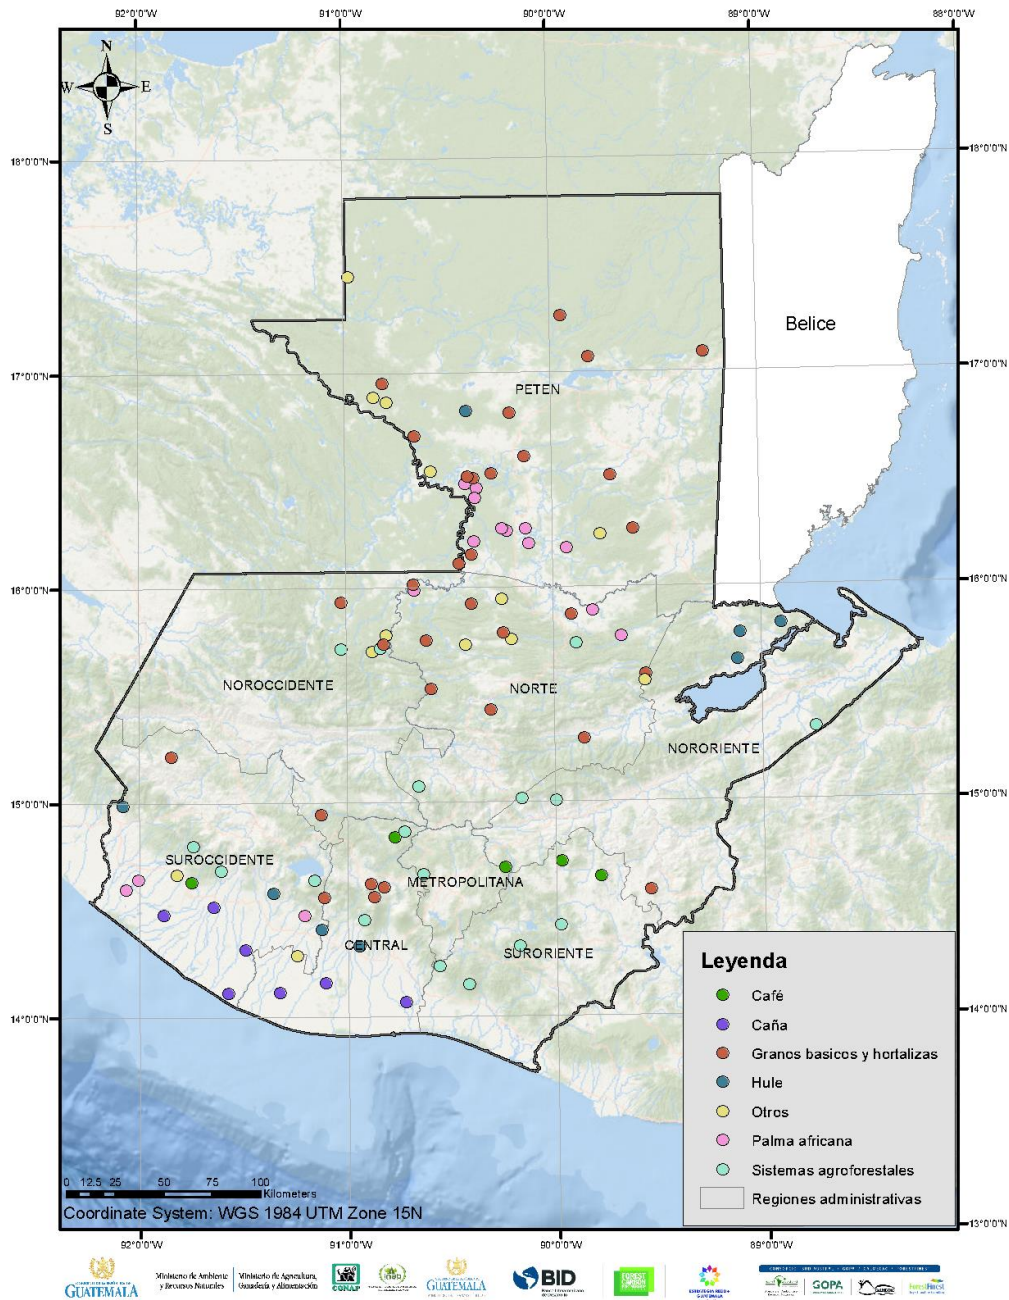 92°0'0"W 91°0'0"W 90°0'0"W 89°0'0"W 88°0'0"W
N
W E
S
18°0'0"N 18°0'0"N
Belice
17°0'0"N 17°0'0"N
PETEN
16°0'0"N 16°0'0"N
NOROCCIDENTE NORTE
NORORIENTE
15°0'0"N 15°0'0"N
SUROCCIDENTE
METROPOLITANA
CENTRAL SURORIENTE
14°0'0"N 14°0'0"N
Leyenda
Café
Caña
Granos basicos y hortalizas
Hule
Otros
Palma africana
Sistemas agroforestales
Regiones administrativas
0 12.5 25 50 75 100
Kilometers
Coordinate System: WGS 1984 UTM Zone 15N
13°0'0"N
92°0'0"W 91°0'0"W 90°0'0"W 89°0'0"W
GUATEMALA
Ministerio de Ambiente
y Recursos Naturales
Ministerio de Agricultura,
Ganadería y Alimentación
CONAP
GUATEMALA
BID
FOREST
CARBON
GUATEMALA
GOPA